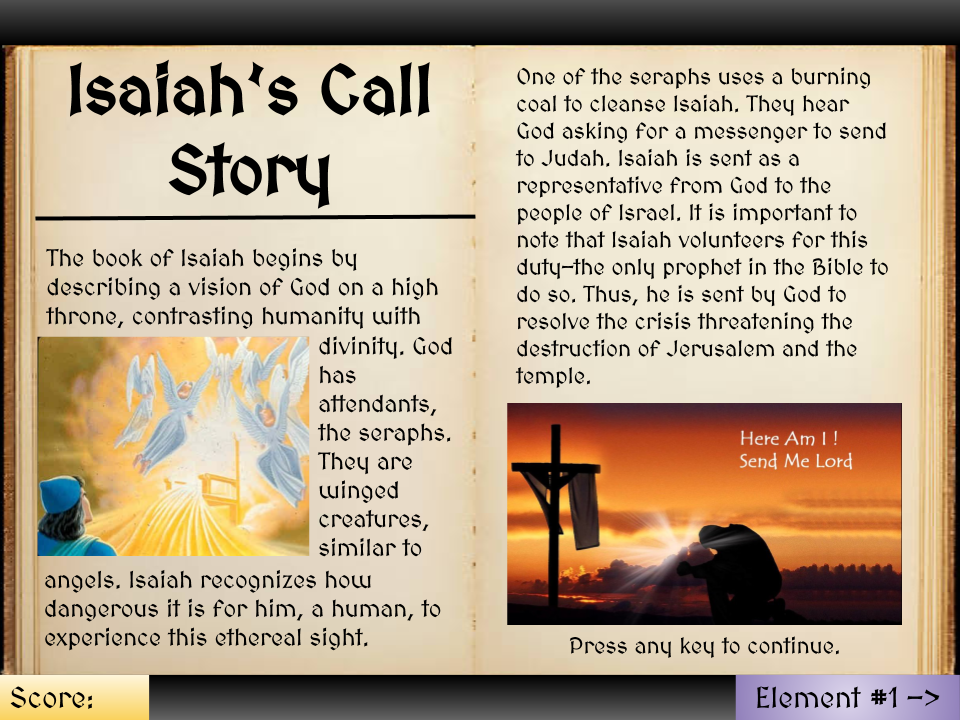 Isaiah's Call
Story
The book of Isaiah begins by
describing a vision of God on a high
throne, contrasting humanity with
divinity. God
has
attendants,
the seraphs.
They are
winged
creatures,
similar to
angels. Isaiah recognizes how
dangerous it is for him, a human, to
experience this ethereal sight.
One of the seraphs uses a burning
coal to cleanse Isaiah. They hear
God asking for a messenger to send
to Judah. Isaiah is sent as a
representative from God to the
people of Israel. It is important to
note that Isaiah volunteers for this
duty—the only prophet in the Bible to
do so. Thus, he is sent by God to
resolve the crisis threatening the
destruction of Jerusalem and the
temple.
Here Am I !
Send Me Lord
Press any key to continue.
Score:
Element #1 —>